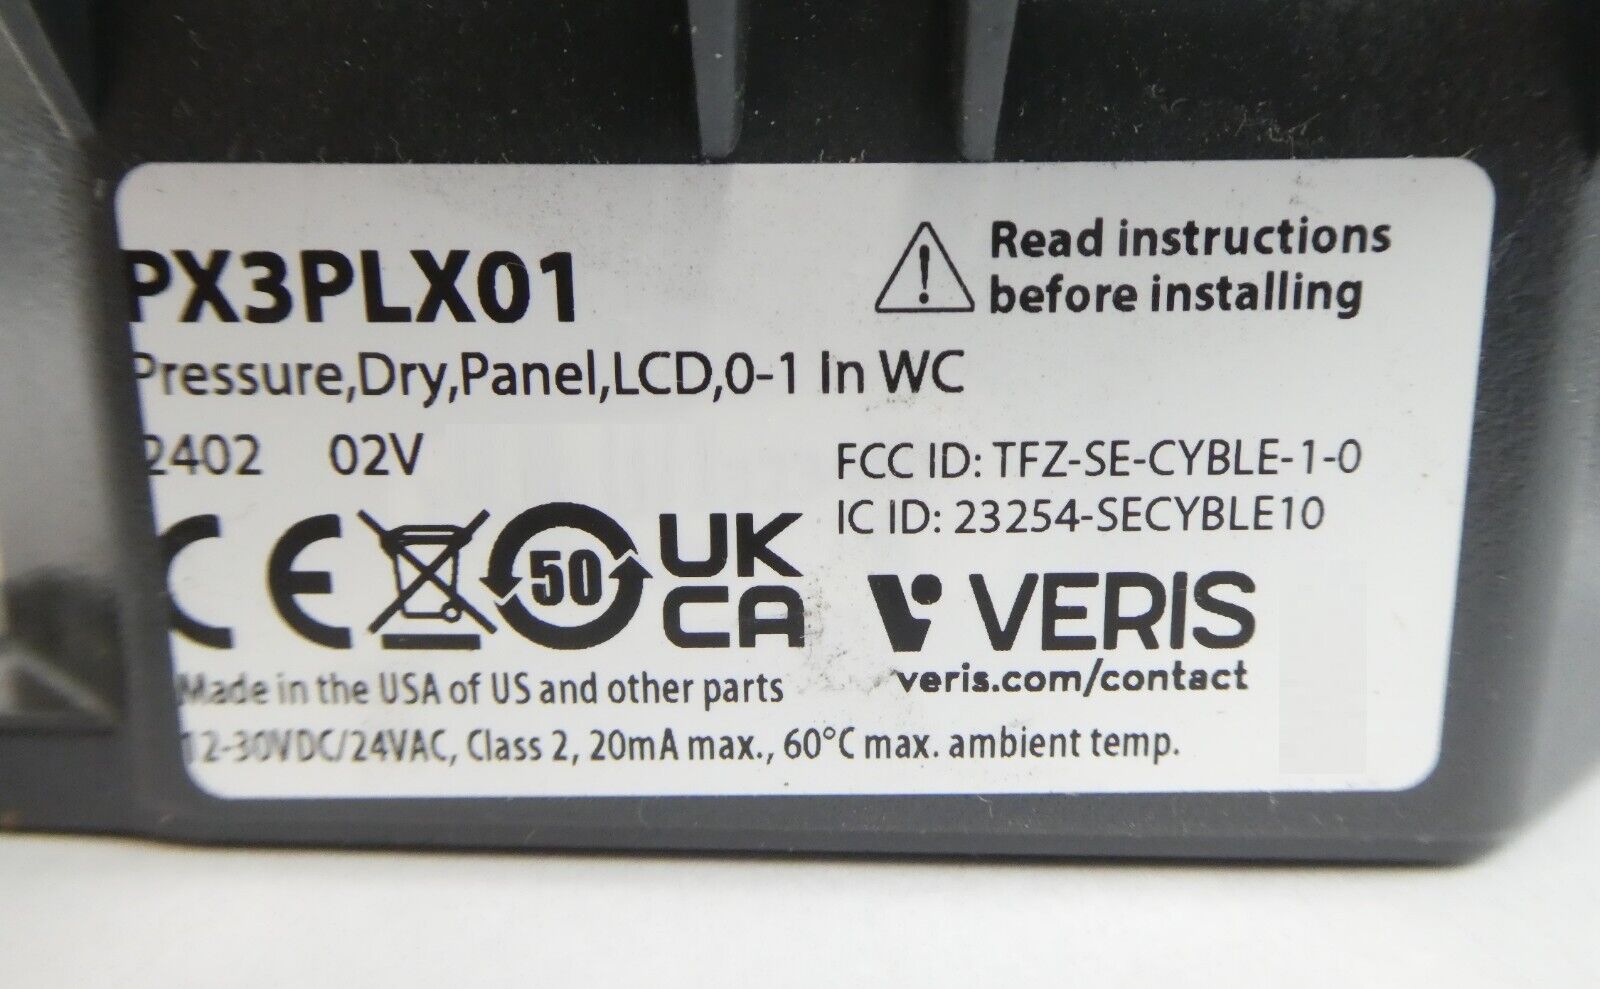 PX3PLX01
Read instructions
before installing
Pressure,Dry,Panel,LCD,0-1 In WC
2402 02V
FCC ID: TFZ-SE-CYBLE-1-0
IC ID: 23254-SECYBLE10
CE
50
UK
CA
VERIS
veris.com/contact
Made in the USA of US and other parts
12-30VDC/24VAC, Class 2, 20mA max., 60°C max. ambient temp.